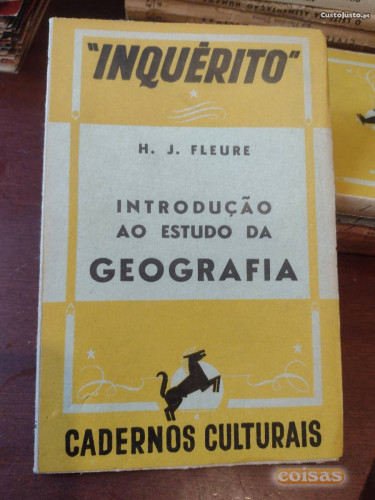 CustoJusto.pt
"INQUÉRITO"
H. J. FLEURE
INTRODUÇÃO
AO ESTUDO DA
GEOGRAFIA
CADERNOS CULTURAIS
coisas